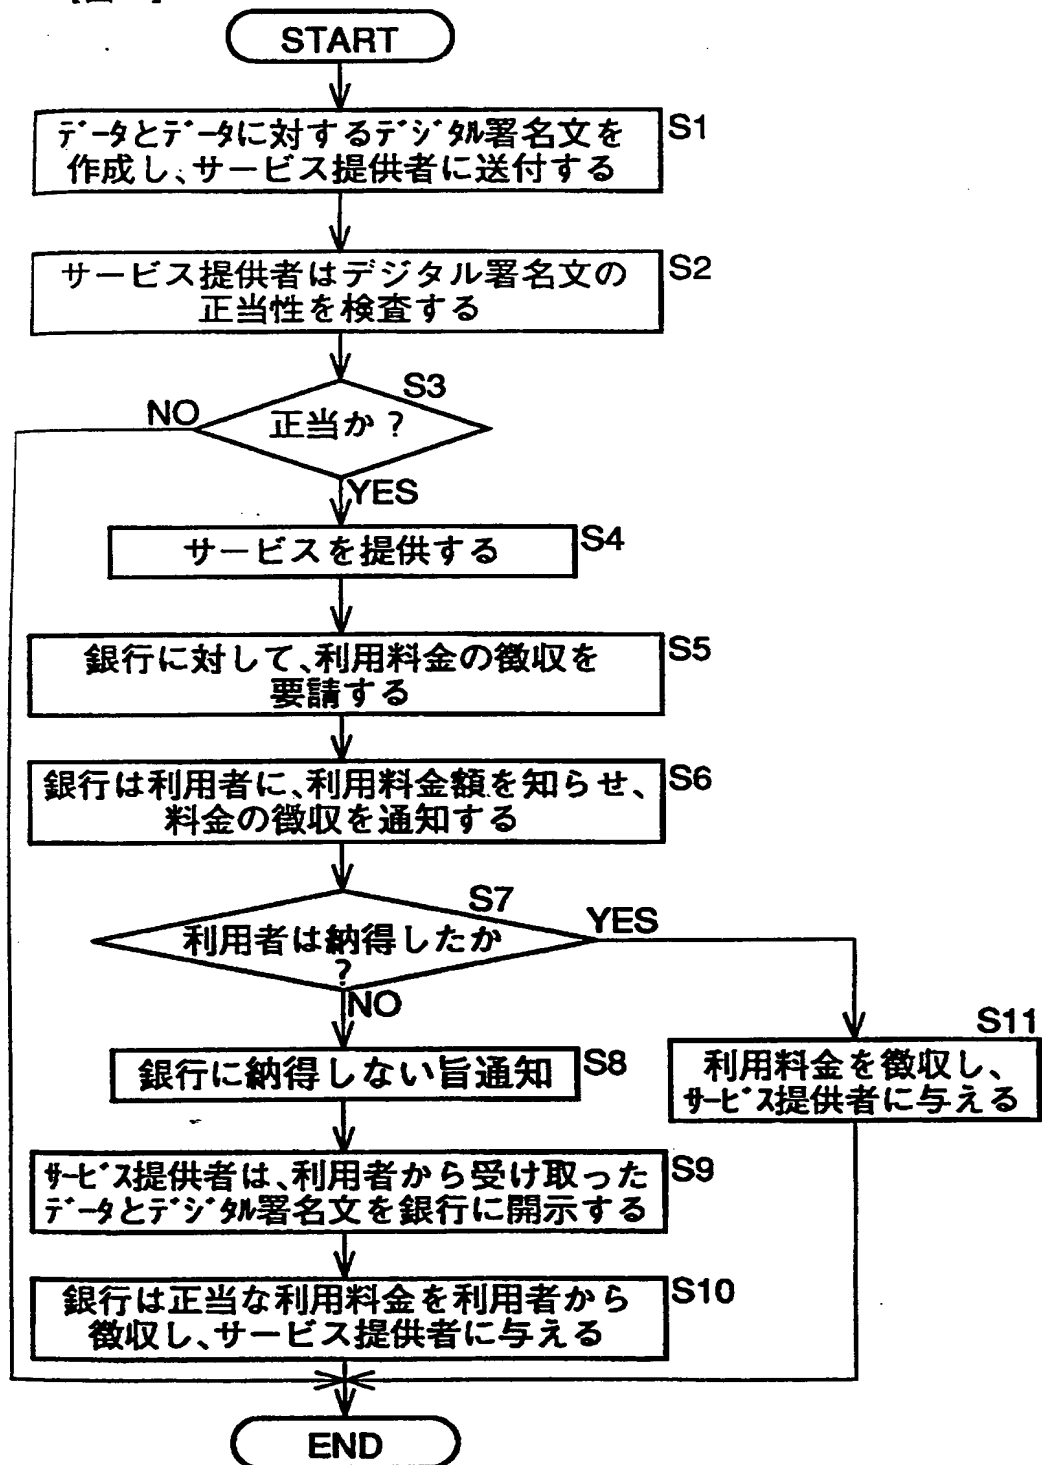 START
データとデータに対するデジタル署名文を
作成し、サービス提供者に送付する
S1
サービス提供者はデジタル署名文の
正当性を検査する
S2
S3
正当か?
NO
YES
サービスを提供する
S4
銀行に対して、利用料金の徴収を
要請する
S5
銀行は利用者に、利用料金額を知らせ、
料金の徴収を通知する
S6
S7
利用者は納得したか
?
YES
NO
銀行に納得しない旨通知
S8
S11
利用料金を徴収し、
サービス提供者に与える
サービス提供者は、利用者から受け取った
データとデジタル署名文を銀行に開示する
S9
銀行は正当な利用料金を利用者から
徴収し、サービス提供者に与える
S10
END